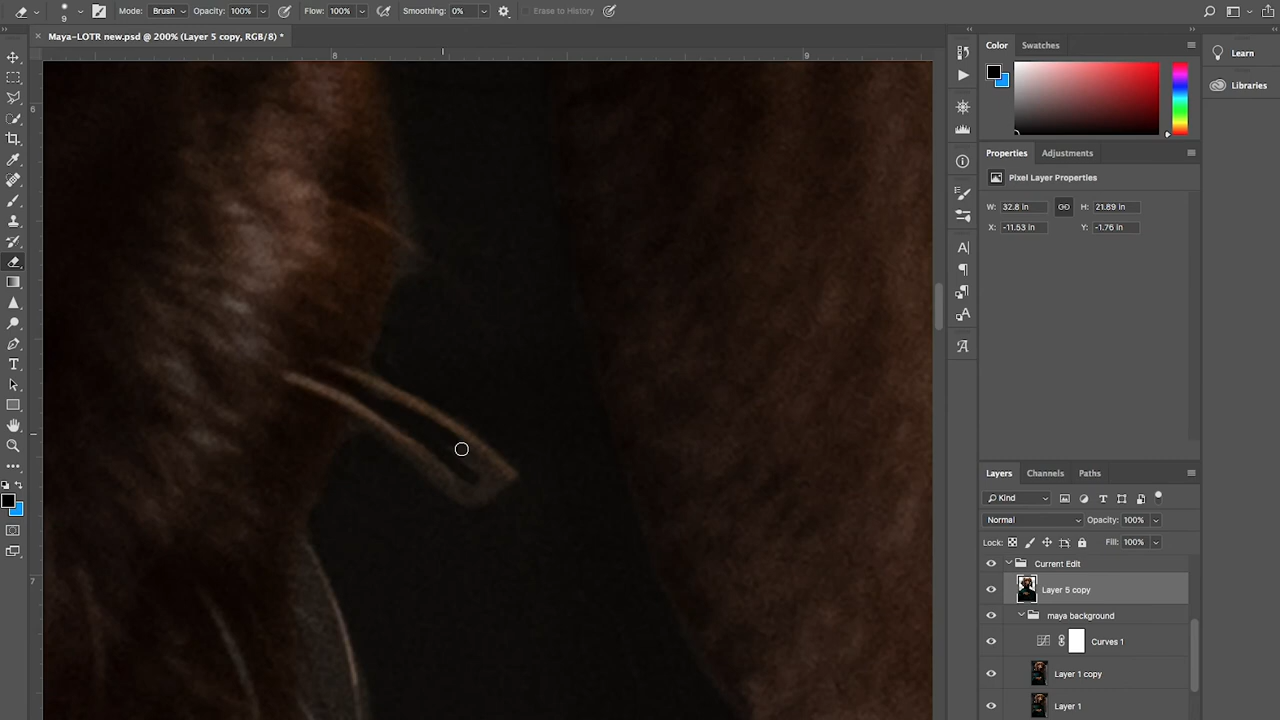 9 Mode: Brush Opacity: 100% Flow: 100% Smoothing: 0% Erase to History
Maya-LOTR new.psd @ 200% (Layer 5 copy, RGB/8) *
8 9
6
7
Color Swatches
Learn
Libraries
Properties Adjustments
Pixel Layer Properties
W: 32.8 in H: 21.89 in
X: -11.53 in Y: -1.76 in
Layers Channels Paths
Kind
Normal Opacity: 100%
Lock: Fill: 100%
Current Edit
Layer 5 copy
maya background
Curves 1
Layer 1 copy
Layer 1